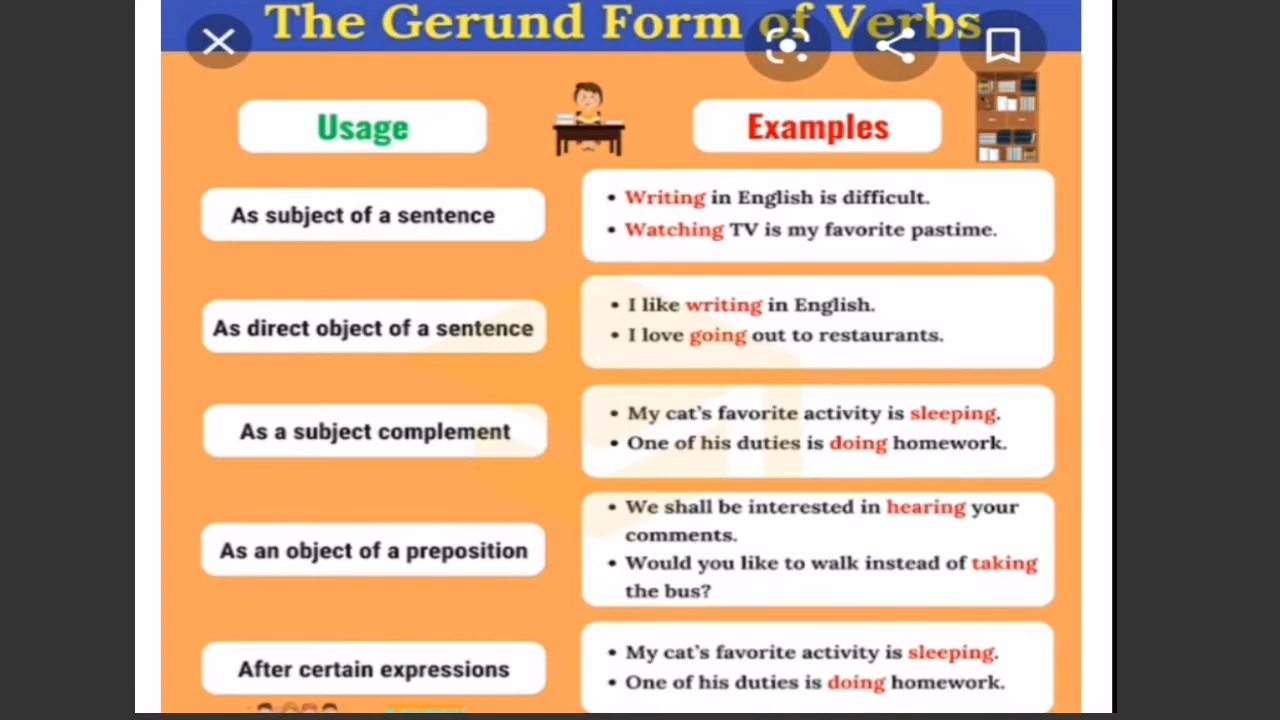 The Gerund Form of Verbs
Usage
Examples
As subject of a sentence
• Writing in English is difficult.
• Watching TV is my favorite pastime.
As direct object of a sentence
• I like writing in English.
• I love going out to restaurants.
As a subject complement
• My cat's favorite activity is sleeping.
• One of his duties is doing homework.
As an object of a preposition
• We shall be interested in hearing your
comments.
• Would you like to walk instead of taking
the bus?
After certain expressions
• My cat's favorite activity is sleeping.
• One of his duties is doing homework.